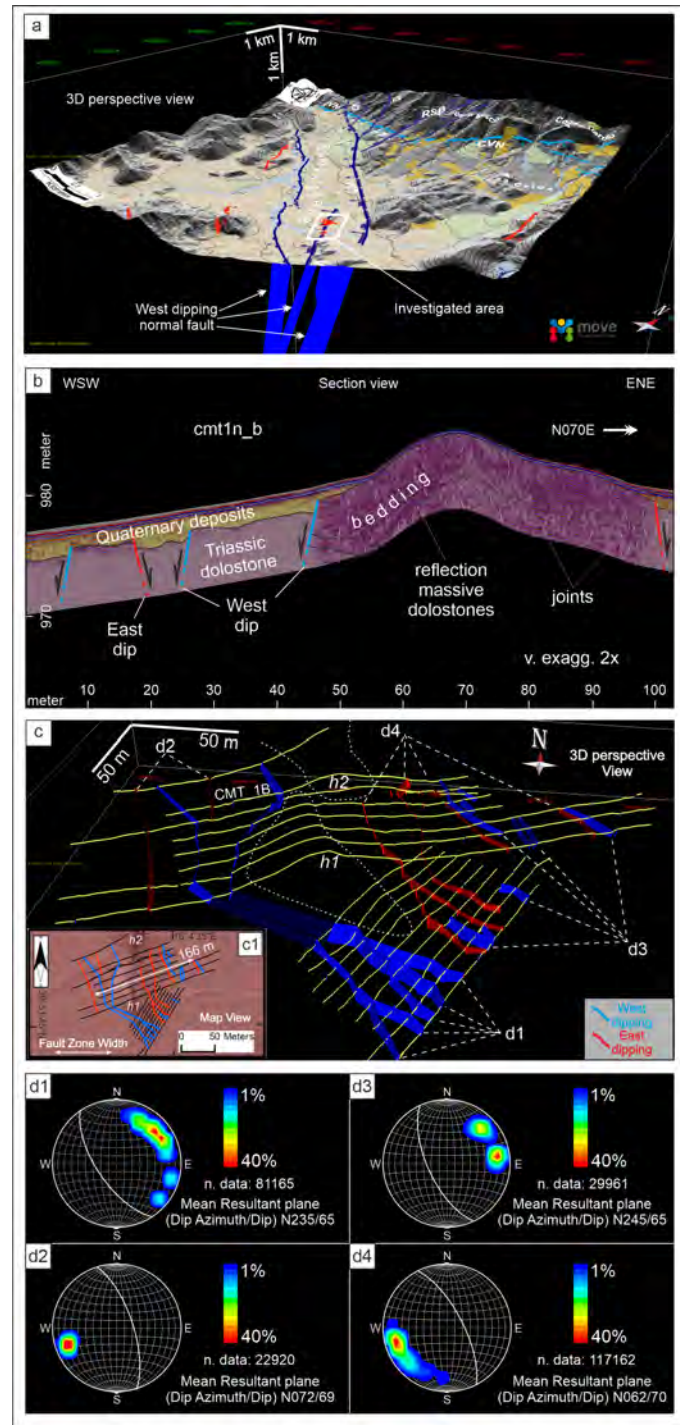 a
1 km
1 km
1 km
3D perspective view
RSP
CVN
West dipping
normal fault
Investigated area
move
N
b
WSW
Section view
ENE
cmt1n_b
N070E
meter
980
970
bedding
Quaternary deposits
Triassic
dolostone
reflection
massive
dolostones
joints
East
dip
West
dip
v. exagg. 2x
meter
10
20
30
40
50
60
70
80
90
100
c
50 m
50 m
d2
d4
N
3D perspective
View
CMT_1B
h2
h1
c1
h2
166 m
h1
Map View
0
50
Meters
Fault Zone Width
d3
d1
West
dipping
East
dipping
d1
N
W
E
S
1%
40%
n. data: 81165
Mean Resultant plane
(Dip Azimuth/Dip) N235/65
d3
N
W
E
S
1%
40%
n. data: 29961
Mean Resultant plane
(Dip Azimuth/Dip) N245/65
d2
N
W
E
S
1%
40%
n. data: 22920
Mean Resultant plane
(Dip Azimuth/Dip) N072/69
d4
N
W
E
S
1%
40%
n. data: 117162
Mean Resultant plane
(Dip Azimuth/Dip) N062/70